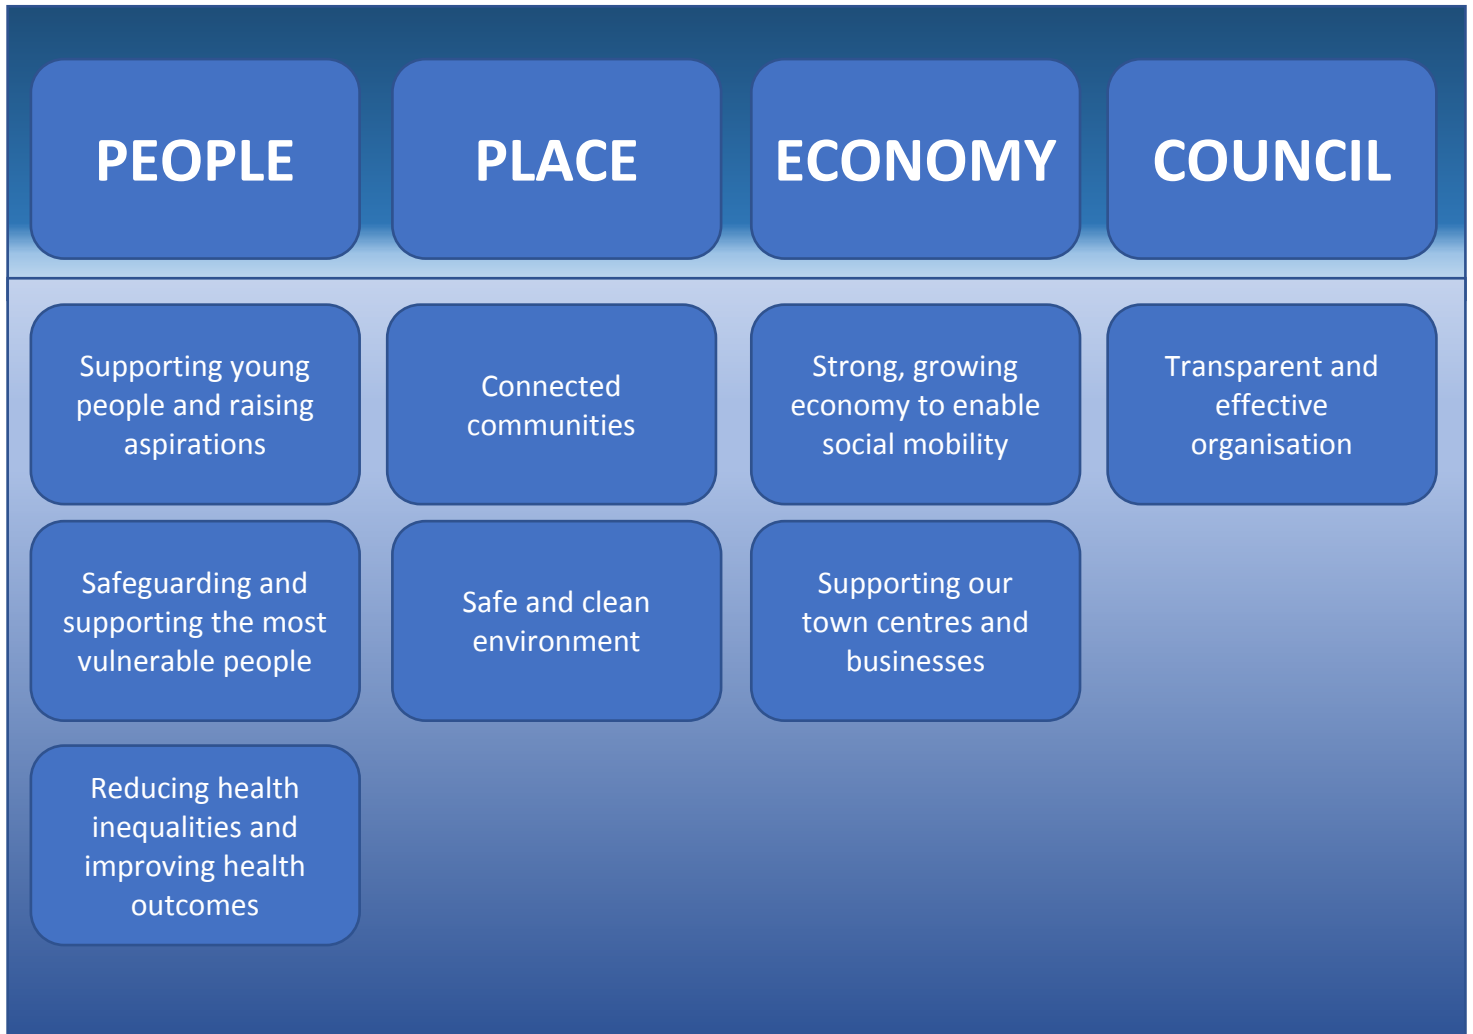 PEOPLE
PLACE
ECONOMY
COUNCIL
Supporting young
people and raising
aspirations
Connected
communities
Strong, growing
economy to enable
social mobility
Transparent and
effective
organisation
Safeguarding and
supporting the most
vulnerable people
Safe and clean
environment
Supporting our
town centres and
businesses
Reducing health
inequalities and
improving health
outcomes